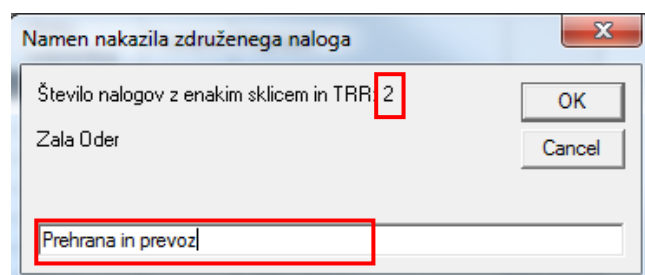 Namen nakazila združenega naloga
Število nalogov z enakim sklicem in TRR: 2
OK
Zala Oder
Cancel
Prehrana in prevoz